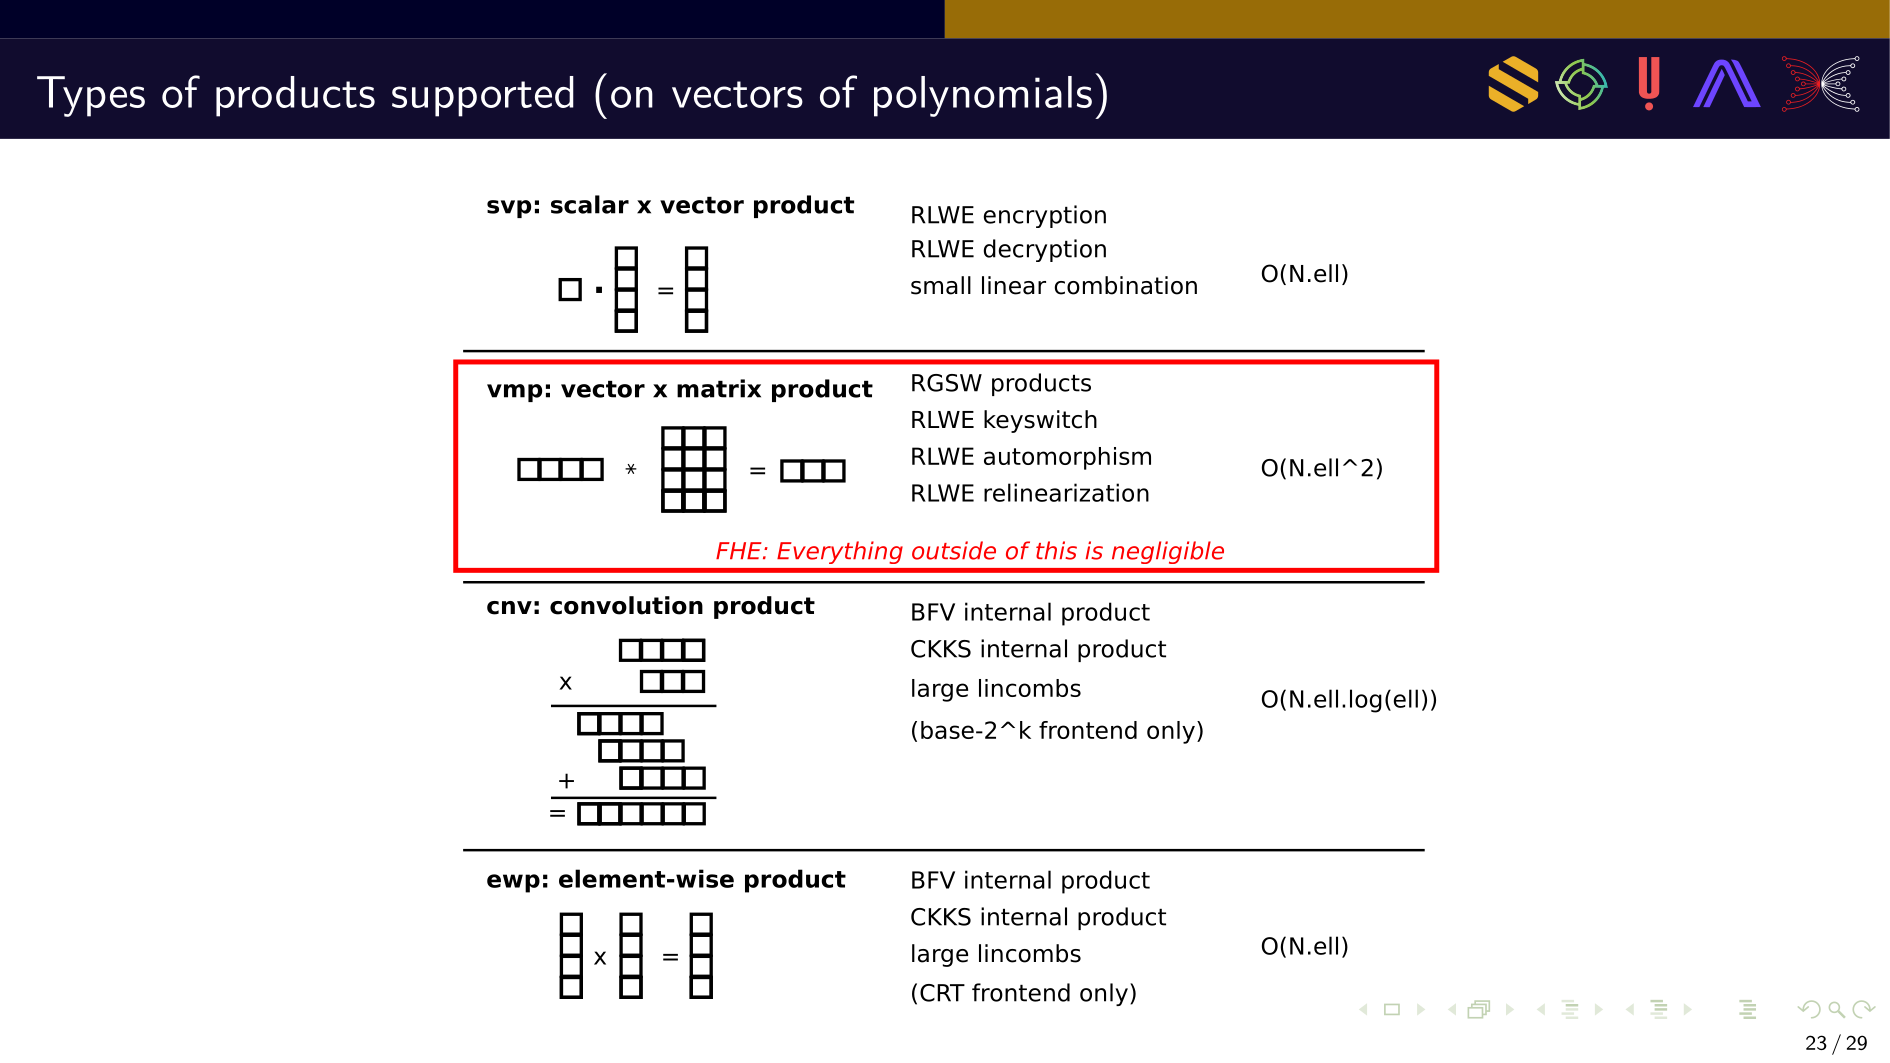 Types of products supported (on vectors of polynomials)
svp: scalar x vector product
RLWE encryption
RLWE decryption
small linear combination
O(N.ell)
· =
vmp: vector x matrix product
RGSW products
RLWE keyswitch
RLWE automorphism
RLWE relinearization
O(N.ell^2)
* =
FHE: Everything outside of this is negligible
cnv: convolution product
BFV internal product
CKKS internal product
large lincombs
(base-2^k frontend only)
O(N.ell.log(ell))
x
+
=
ewp: element-wise product
BFV internal product
CKKS internal product
large lincombs
(CRT frontend only)
O(N.ell)
x =
23 / 29